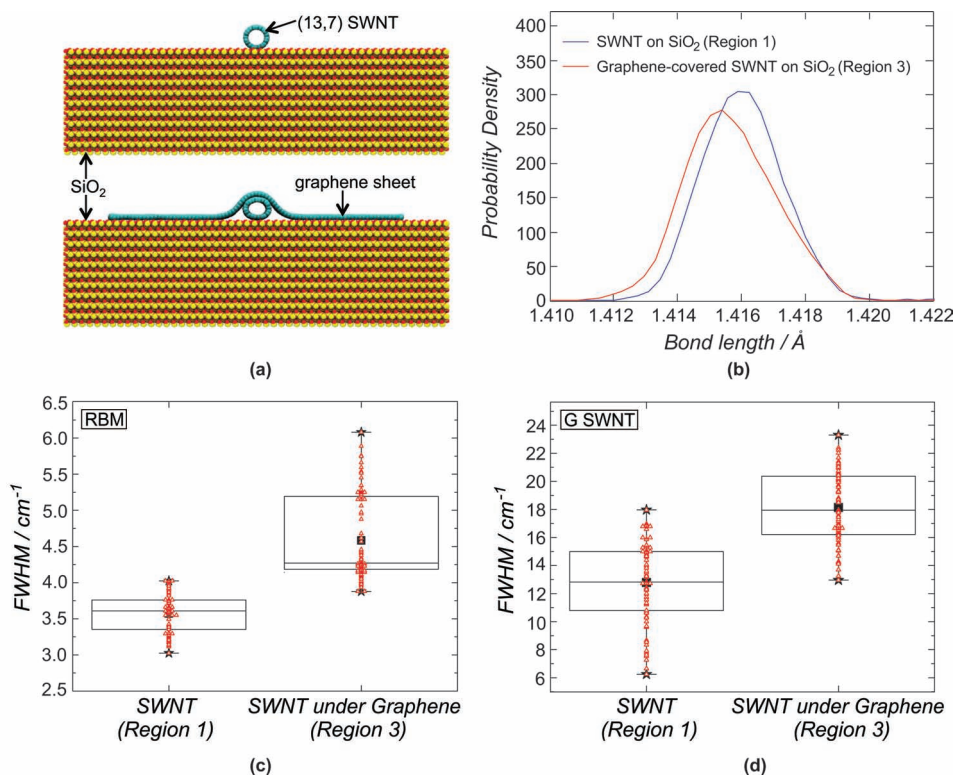 (13,7) SWNT
SiO2
graphene sheet
(a)
SWNT on SiO2 (Region 1)
Graphene-covered SWNT on SiO2 (Region 3)
Probability Density
350
300
250
200
150
100
50
0
1.410
1.412
1.414
1.416
1.418
1.420
1.422
Bond length / Å
(b)
RBM
FWHM / cm-1
6.5
6.0
5.5
5.0
4.5
4.0
3.5
3.0
2.5
SWNT
(Region 1)
SWNT under Graphene
(Region 3)
(c)
G SWNT
FWHM / cm-1
24
22
20
18
16
14
12
10
8
6
SWNT
(Region 1)
SWNT under Graphene
(Region 3)
(d)